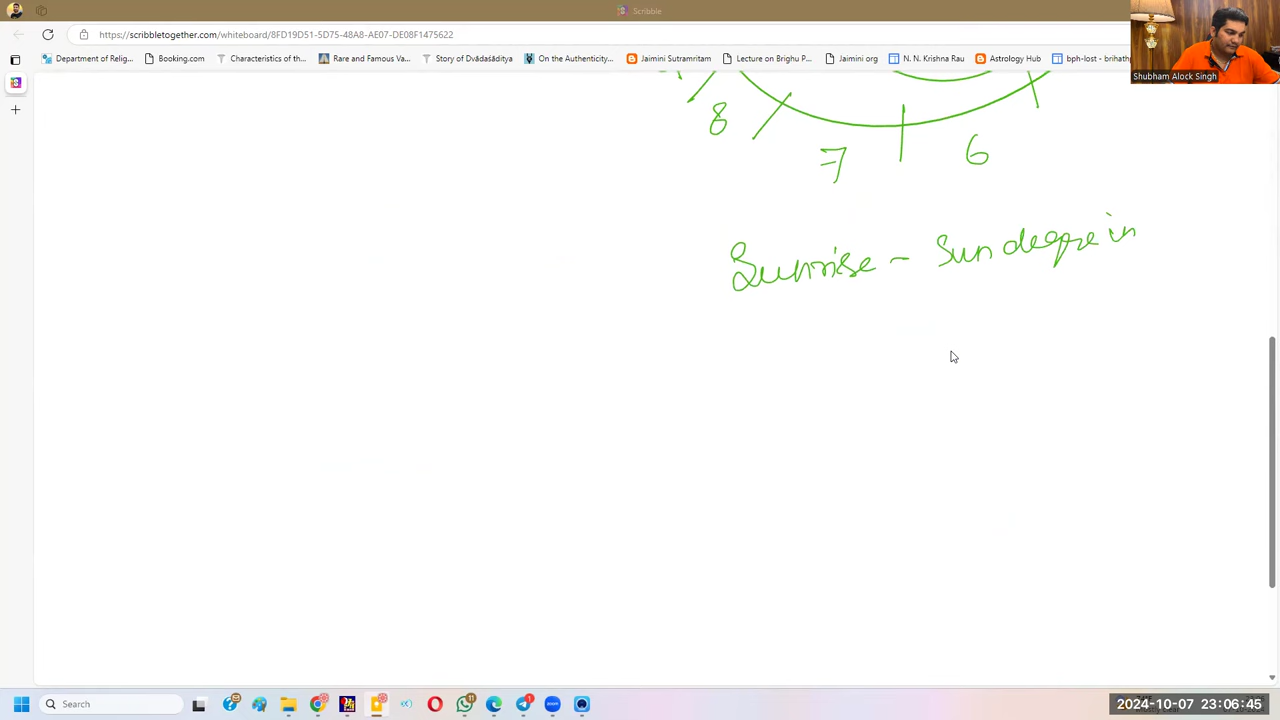 Scribble
https://scribbletogether.com/whiteboard/8FD19D51-5D75-48A8-AE07-DE08F1475622
Department of Relig... Booking.com Characteristics of th... Rare and Famous Va... Story of Dvādaśāditya On the Authenticity... Jaimini Sutramritam Lecture on Brighu P... Jaimini org N. N. Krishna Rau Astrology Hub bph-lost - brihathp
Shubham Alock Singh
8
7
6
Sunrise - Sun degree in
Search
2024-10-07 23:06:45